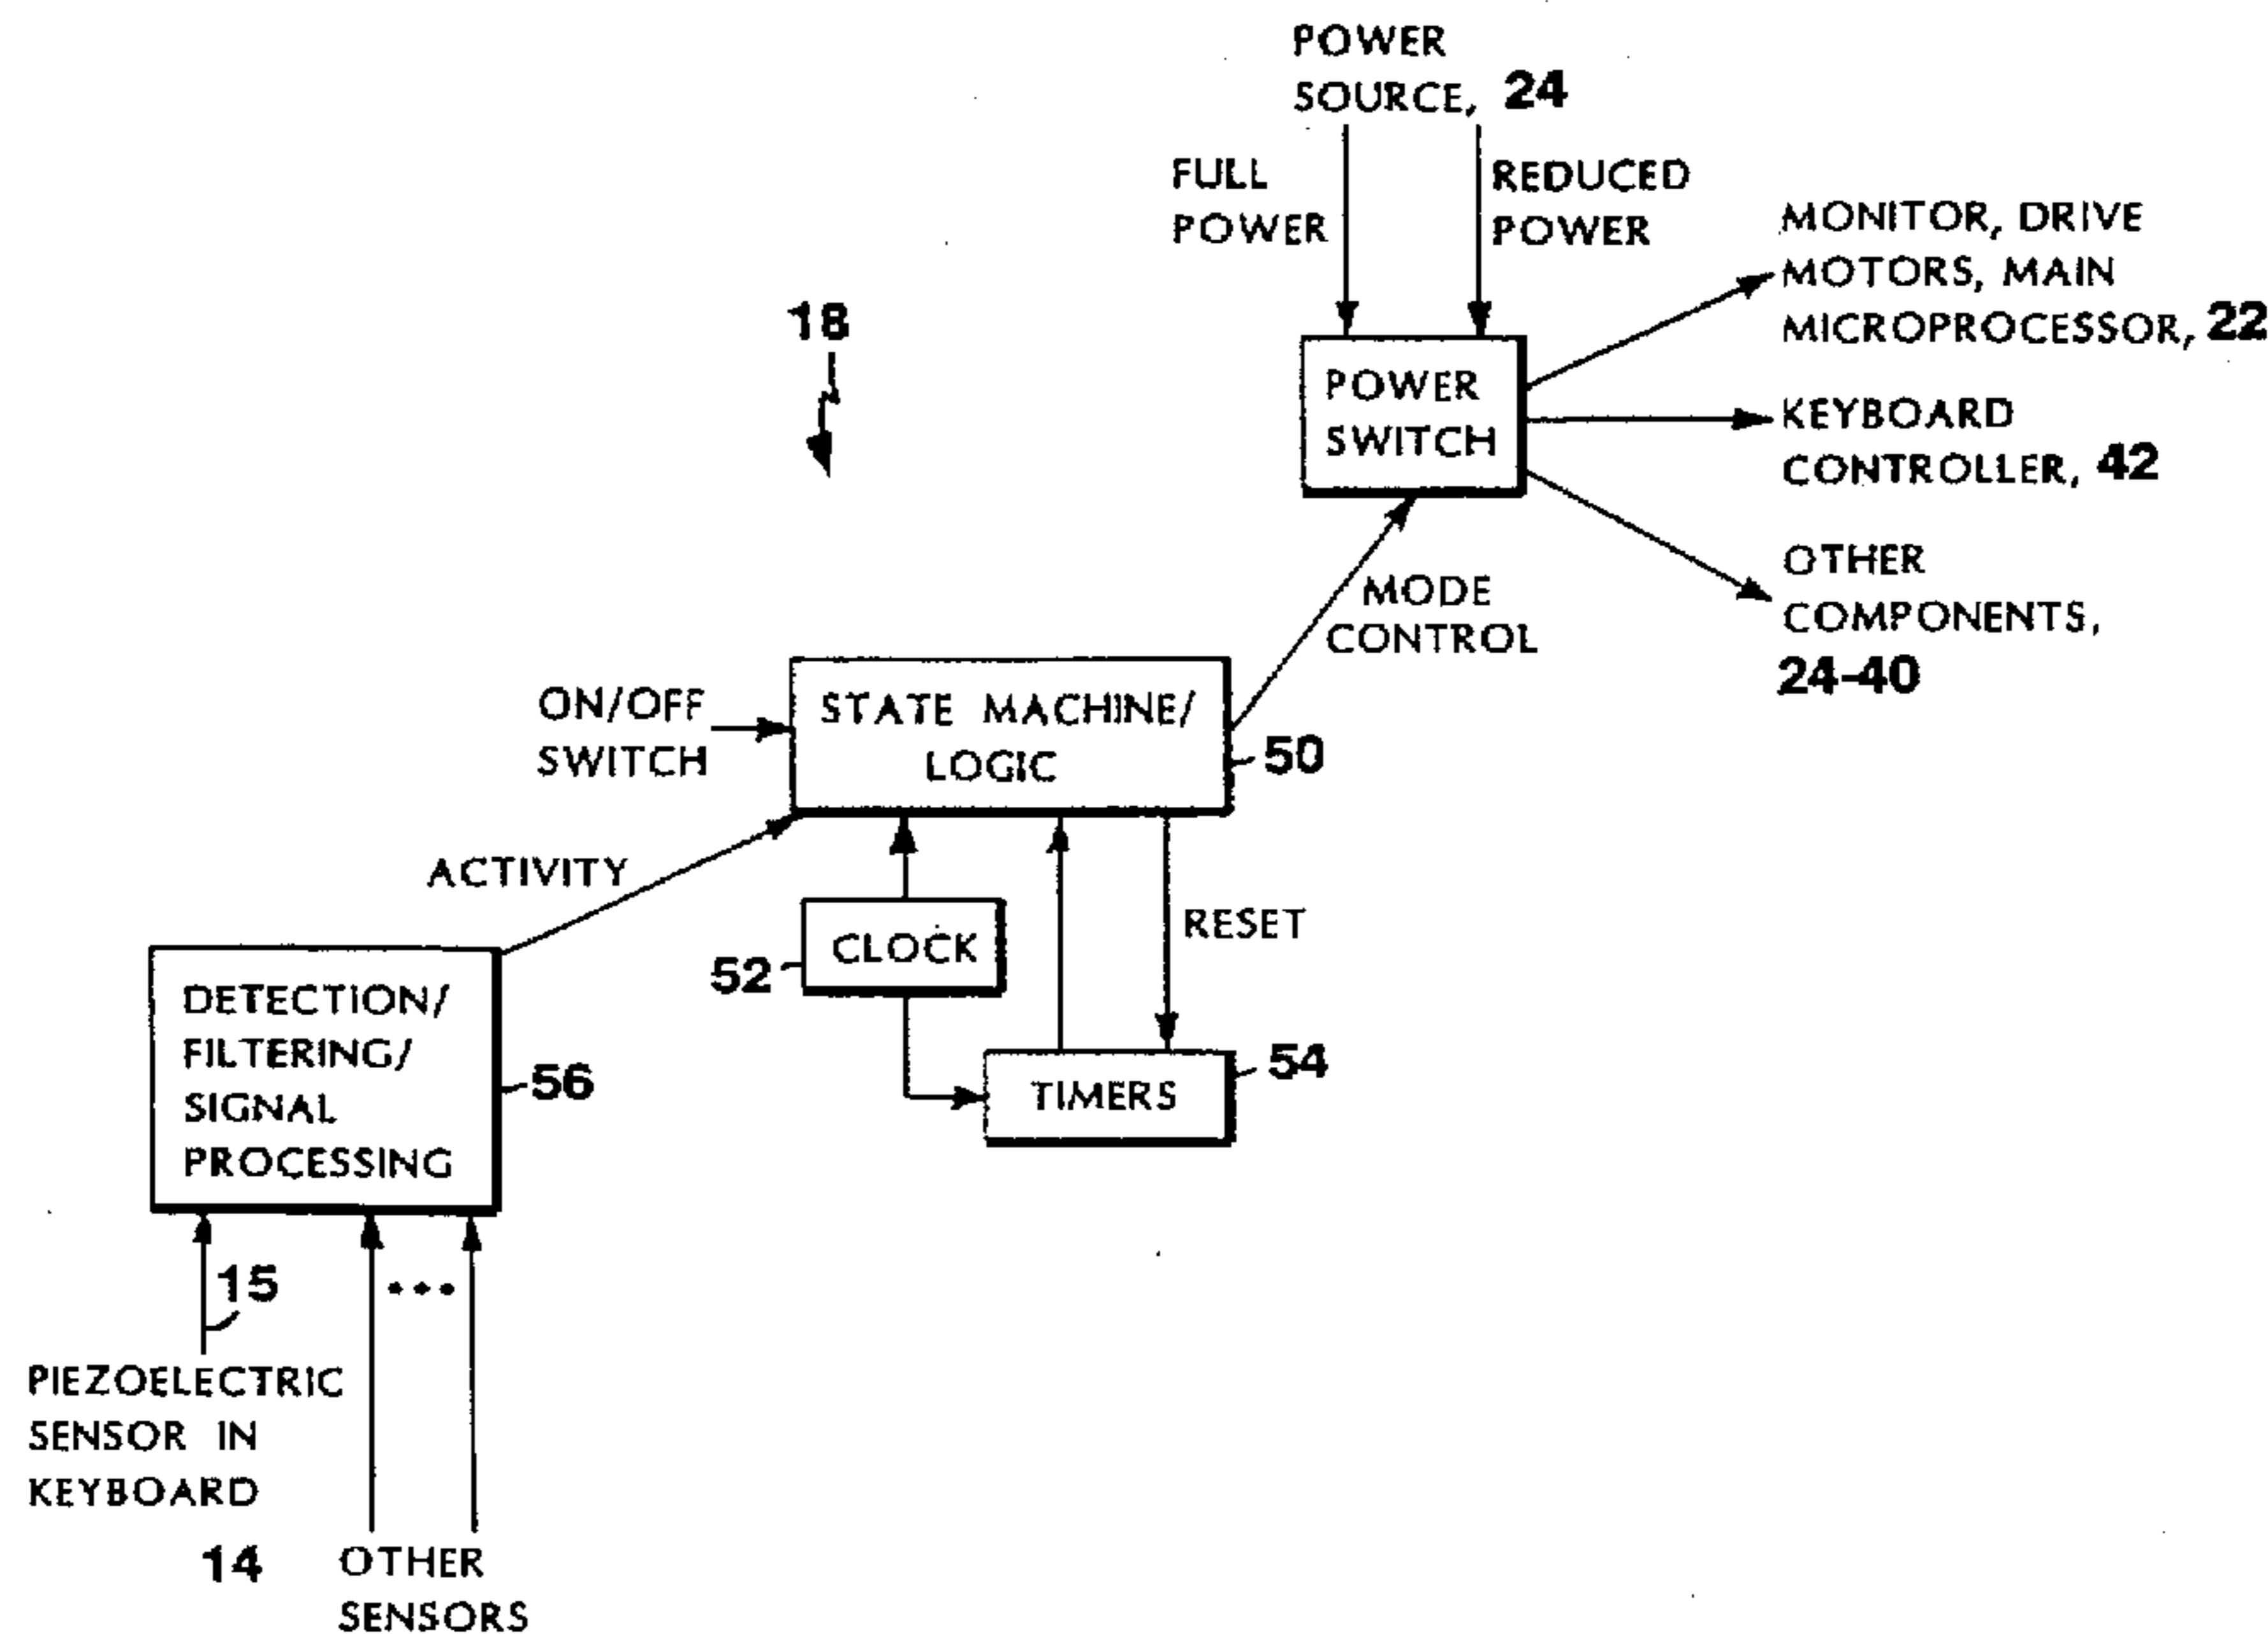 POWER
SOURCE, 24
FULL
POWER
REDUCED
POWER
MONITOR, DRIVE
MOTORS, MAIN
MICROPROCESSOR, 22
18
POWER
SWITCH
KEYBOARD
CONTROLLER, 42
OTHER
COMPONENTS,
24-40
MODE
CONTROL
ON/OFF
SWITCH
STATE MACHINE/
LOGIC
50
ACTIVITY
CLOCK
52
RESET
DETECTION/
FILTERING/
SIGNAL
PROCESSING
56
TIMERS
54
15
•••
PIEZOELECTRIC
SENSOR IN
KEYBOARD
14
OTHER
SENSORS